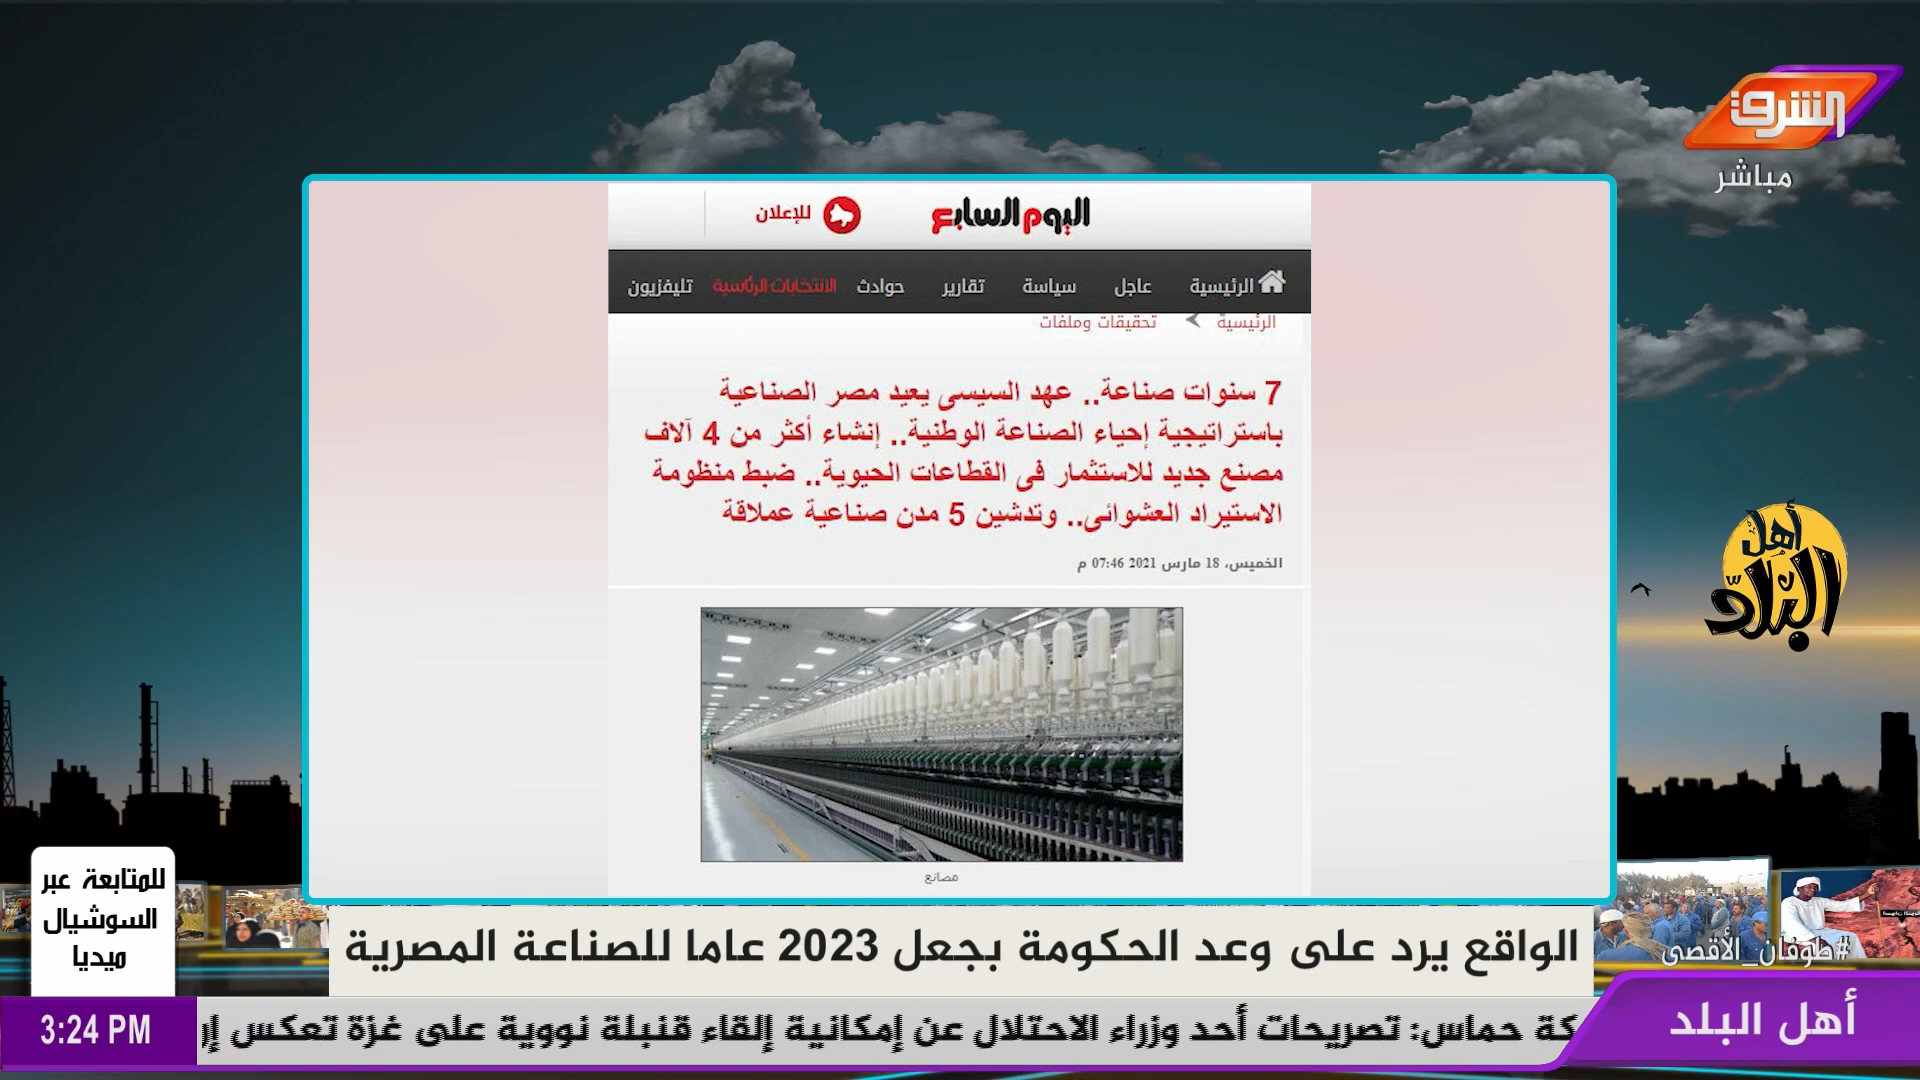 الشرق
مباشر
اليوم السابع
للإعلان
الرئيسية عاجل سياسة تقارير حوادث الانتخابات الرئاسية تليفزيون
الرئيسية
تحقيقات وملفات
7 سنوات صناعة.. عهد السيسى يعيد مصر الصناعية
باستراتيجية إحياء الصناعة الوطنية.. إنشاء أكثر من 4 آلاف
مصنع جديد للاستثمار فى القطاعات الحيوية.. ضبط منظومة
الاستيراد العشوائى.. وتدشين 5 مدن صناعية عملاقة
الخميس، 18 مارس 2021 07:46 م
مصانع
أهل
البلد
للمتابعة عبر
السوشيال
ميديا
#طوفان_الأقصى
الواقع يرد على وعد الحكومة بجعل 2023 عاما للصناعة المصرية
أهل البلد
كة حماس: تصريحات أحد وزراء الاحتلال عن إمكانية إلقاء قنبلة نووية على غزة تعكس إر
3:24 PM